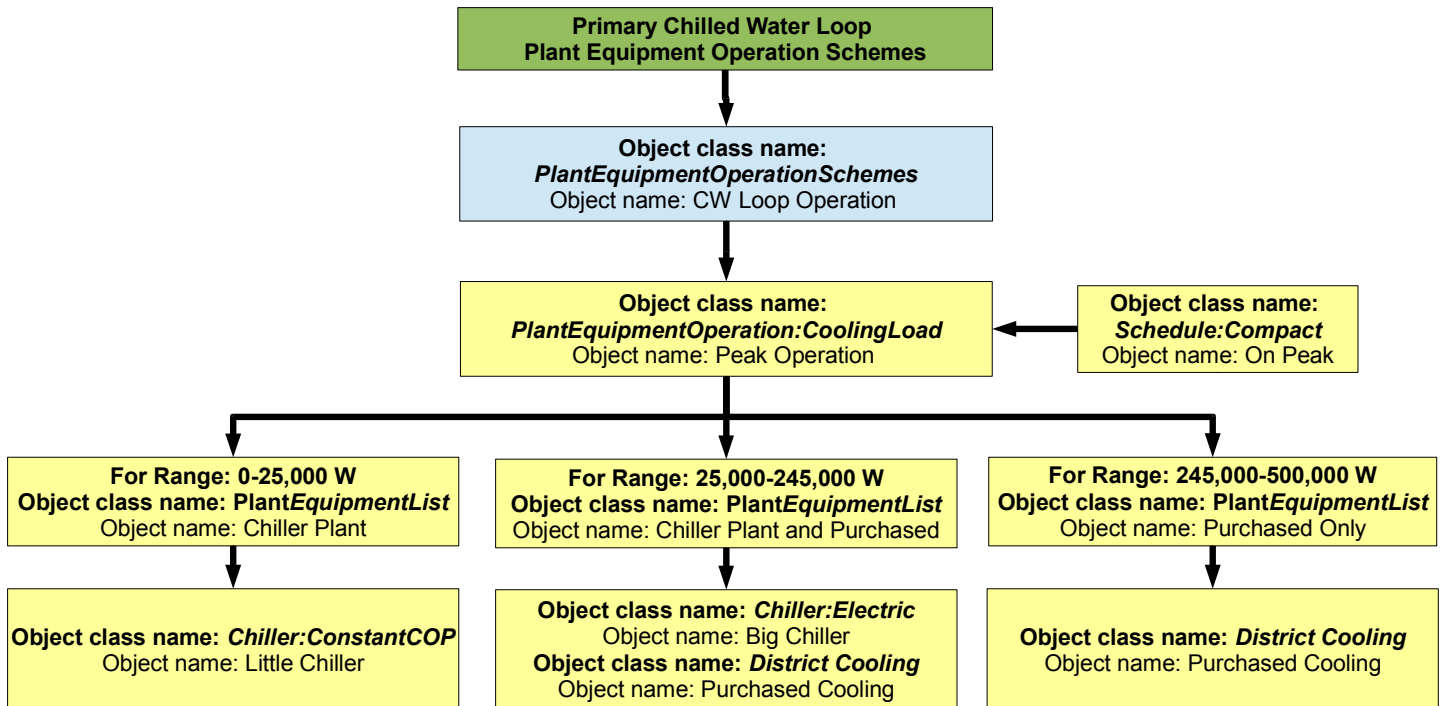 Primary Chilled Water Loop
Plant Equipment Operation Schemes
Object class name:
PlantEquipmentOperationSchemes
Object name: CW Loop Operation
Object class name:
PlantEquipmentOperation:CoolingLoad
Object name: Peak Operation
Object class name:
Schedule:Compact
Object name: On Peak
For Range: 0-25,000 W
Object class name: PlantEquipmentList
Object name: Chiller Plant
For Range: 25,000-245,000 W
Object class name: PlantEquipmentList
Object name: Chiller Plant and Purchased
For Range: 245,000-500,000 W
Object class name: PlantEquipmentList
Object name: Purchased Only
Object class name: Chiller:ConstantCOP
Object name: Little Chiller
Object class name: Chiller:Electric
Object name: Big Chiller
Object class name: District Cooling
Object name: Purchased Cooling
Object class name: District Cooling
Object name: Purchased Cooling